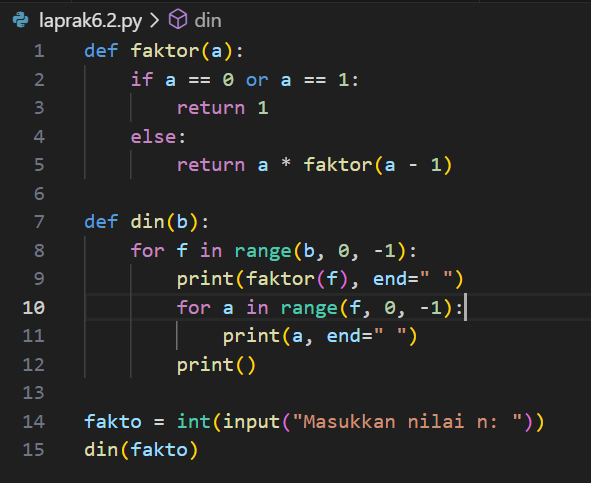 laprak6.2.py > din
1 def faktor(a):
2     if a == 0 or a == 1:
3         return 1
4     else:
5         return a * faktor(a - 1)
6
7 def din(b):
8     for f in range(b, 0, -1):
9         print(faktor(f), end=" ")
10         for a in range(f, 0, -1):
11             print(a, end=" ")
12         print()
13
14 fakto = int(input("Masukkan nilai n: "))
15 din(fakto)